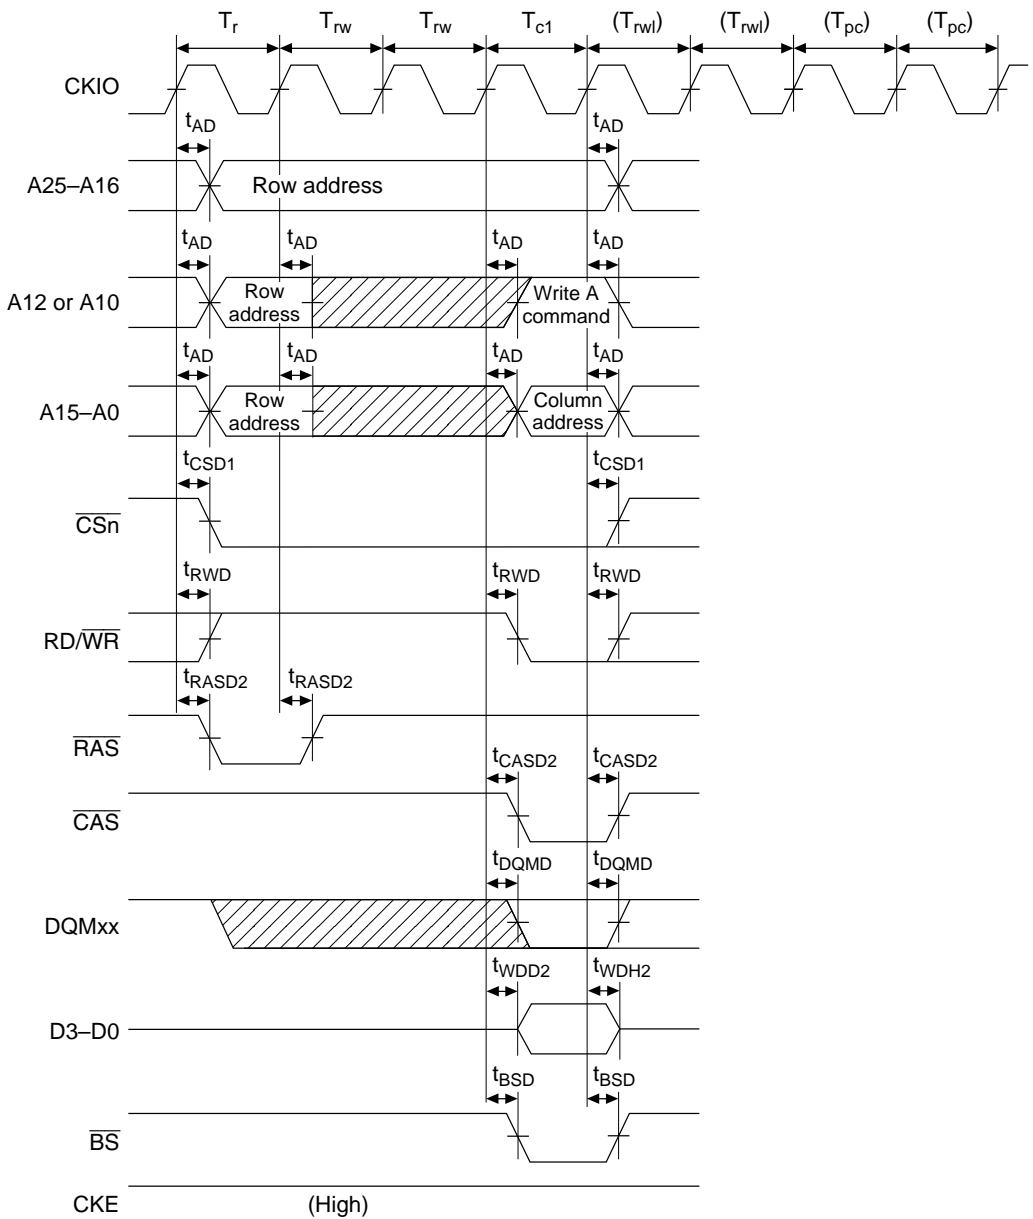 Tr Trw Trw Tc1 (Trwl) (Trwl) (Tpc) (Tpc)
CKIO
tAD tAD
A25–A16 Row address
tAD tAD tAD tAD
A12 or A10 Row address Write A command
tAD tAD tAD tAD
A15–A0 Row address Column address
tCSD1 tCSD1
CSn
tRWD tRWD tRWD
RD/WR
tRASD2 tRASD2
RAS
tCASD2 tCASD2
CAS
tDQMD tDQMD
DQMxx
tWDD2 tWDH2
D3–D0
tBSD tBSD
BS
CKE (High)